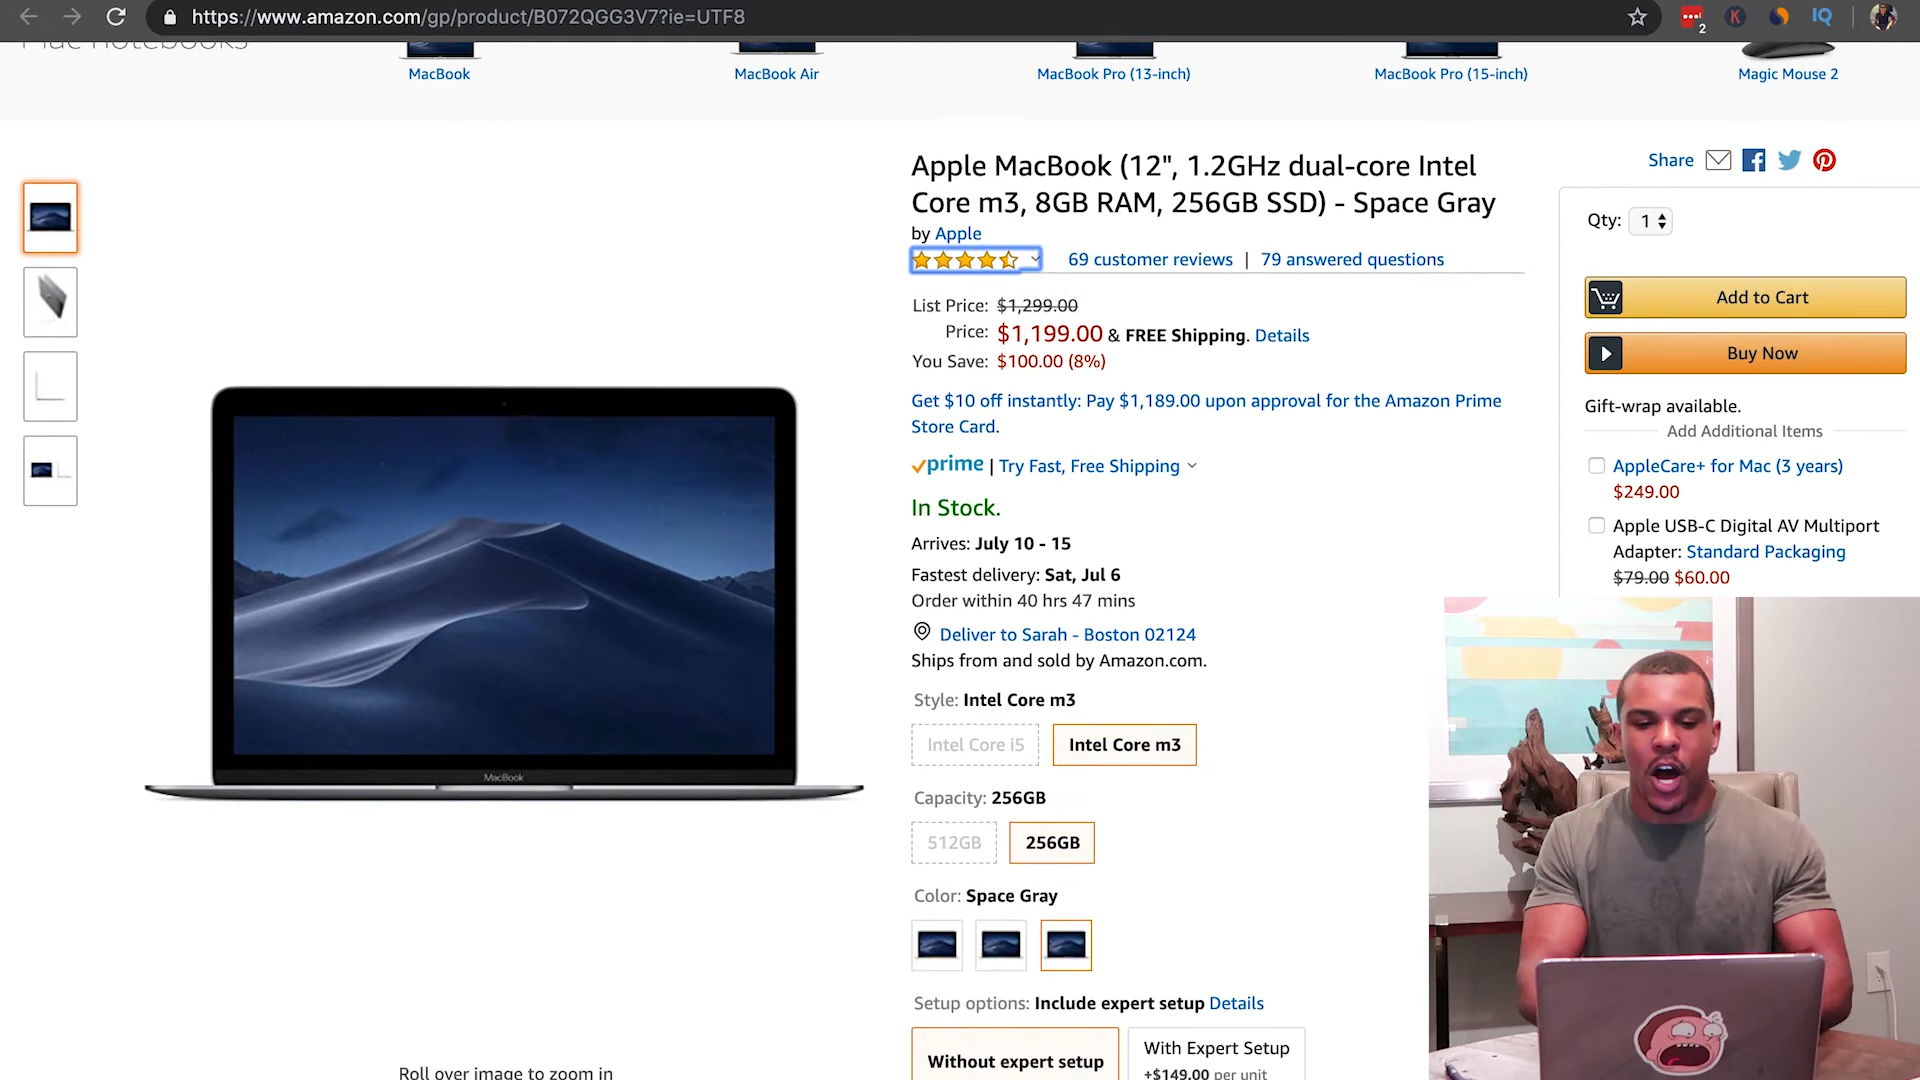 https://www.amazon.com/gp/product/B072QGG3V7?ie=UTF8
2
K
IQ
Mac notebooks
MacBook
MacBook Air
MacBook Pro (13-inch)
MacBook Pro (15-inch)
Magic Mouse 2
Apple MacBook (12", 1.2GHz dual-core Intel
Core m3, 8GB RAM, 256GB SSD) - Space Gray
by Apple
69 customer reviews | 79 answered questions
List Price: $1,299.00
Price: $1,199.00 & FREE Shipping. Details
You Save: $100.00 (8%)
Get $10 off instantly: Pay $1,189.00 upon approval for the Amazon Prime
Store Card.
prime | Try Fast, Free Shipping
In Stock.
Arrives: July 10 - 15
Fastest delivery: Sat, Jul 6
Order within 40 hrs 47 mins
Deliver to Sarah - Boston 02124
Ships from and sold by Amazon.com.
Style: Intel Core m3
Intel Core i5
Intel Core m3
Capacity: 256GB
512GB
256GB
Color: Space Gray
Setup options: Include expert setup Details
Without expert setup
With Expert Setup
+$149.00 per unit
MacBook
Roll over image to zoom in
Share
Qty: 1
Add to Cart
Buy Now
Gift-wrap available.
Add Additional Items
AppleCare+ for Mac (3 years)
$249.00
Apple USB-C Digital AV Multiport
Adapter: Standard Packaging
$79.00 $60.00